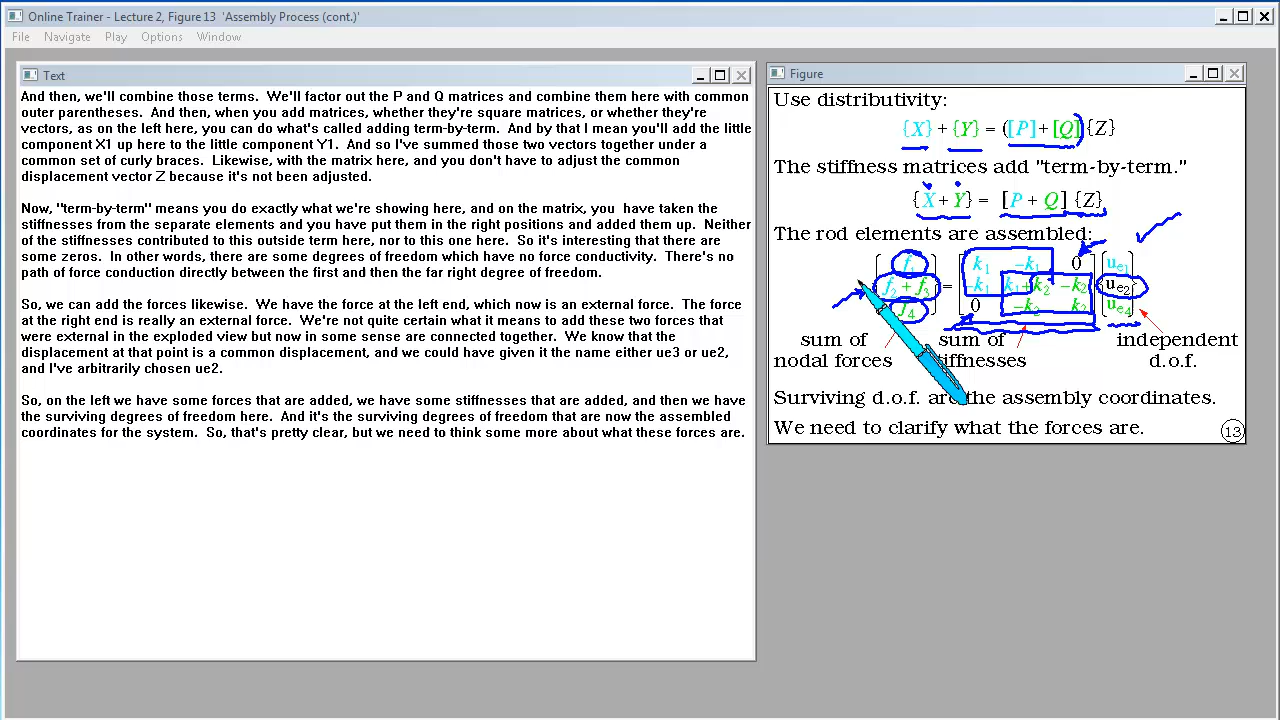 Online Trainer - Lecture 2, Figure 13 'Assembly Process (cont.)'
File Navigate Play Options Window
Text
And then, we'll combine those terms. We'll factor out the P and Q matrices and combine them here with common
outer parentheses. And then, when you add matrices, whether they're square matrices, or whether they're
vectors, as on the left here, you can do what's called adding term-by-term. And by that I mean you'll add the little
component X1 up here to the little component Y1. And so I've summed those two vectors together under a
common set of curly braces. Likewise, with the matrix here, and you don't have to adjust the common
displacement vector Z because it's not been adjusted.
Now, "term-by-term" means you do exactly what we're showing here, and on the matrix, you have taken the
stiffnesses from the separate elements and you have put them in the right positions and added them up. Neither
of the stiffnesses contributed to this outside term here, nor to this one here. So it's interesting that there are
some zeros. In other words, there are some degrees of freedom which have no force conductivity. There's no
path of force conduction directly between the first and then the far right degree of freedom.
So, we can add the forces likewise. We have the force at the left end, which now is an external force. The force
at the right end is really an external force. We're not quite certain what it means to add these two forces that
were external in the exploded view but now in some sense are connected together. We know that the
displacement at that point is a common displacement, and we could have given it the name either ue3 or ue2,
and I've arbitrarily chosen ue2.
So, on the left we have some forces that are added, we have some stiffnesses that are added, and then we have
the surviving degrees of freedom here. And it's the surviving degrees of freedom that are now the assembled
coordinates for the system. So, that's pretty clear, but we need to think some more about what these forces are.
Figure
Use distributivity:
{X} + {Y} = ([P]+[Q]){Z}
The stiffness matrices add "term-by-term."
{X + Y} = [P + Q]{Z}
The rod elements are assembled:
f1 k1 -k1 0 ue1
f2 + f3 = -k1 k1+k2 -k2 ue2
f4 0 -k2 k2 ue4
sum of sum of independent
nodal forces stiffnesses d.o.f.
Surviving d.o.f. are the assembly coordinates.
We need to clarify what the forces are.
13